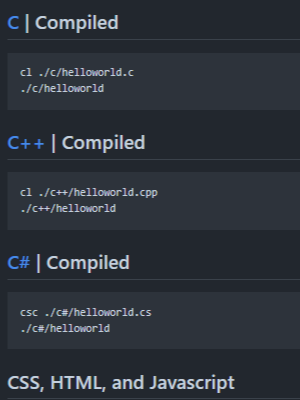 C | Compiled
cl ./c/helloworld.c
./c/helloworld
C++ | Compiled
cl ./c++/helloworld.cpp
./c++/helloworld
C# | Compiled
csc ./c#/helloworld.cs
./c#/helloworld
CSS, HTML, and Javascript